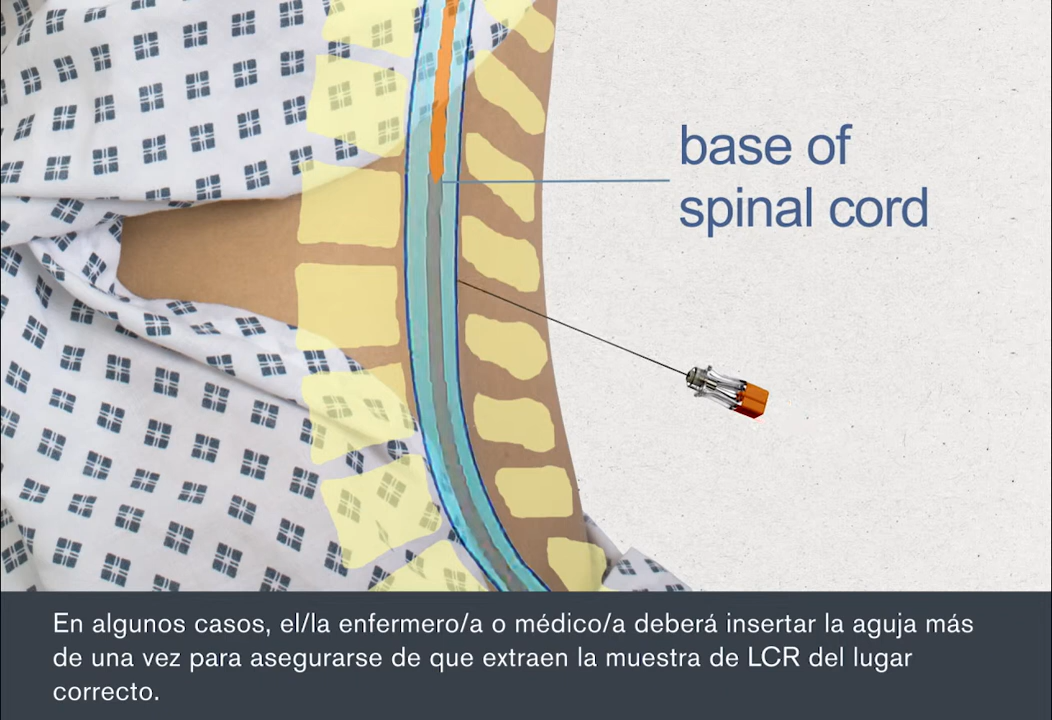 base of
spinal cord
En algunos casos, el/la enfermero/a o médico/a deberá insertar la aguja más
de una vez para asegurarse de que extraen la muestra de LCR del lugar
correcto.